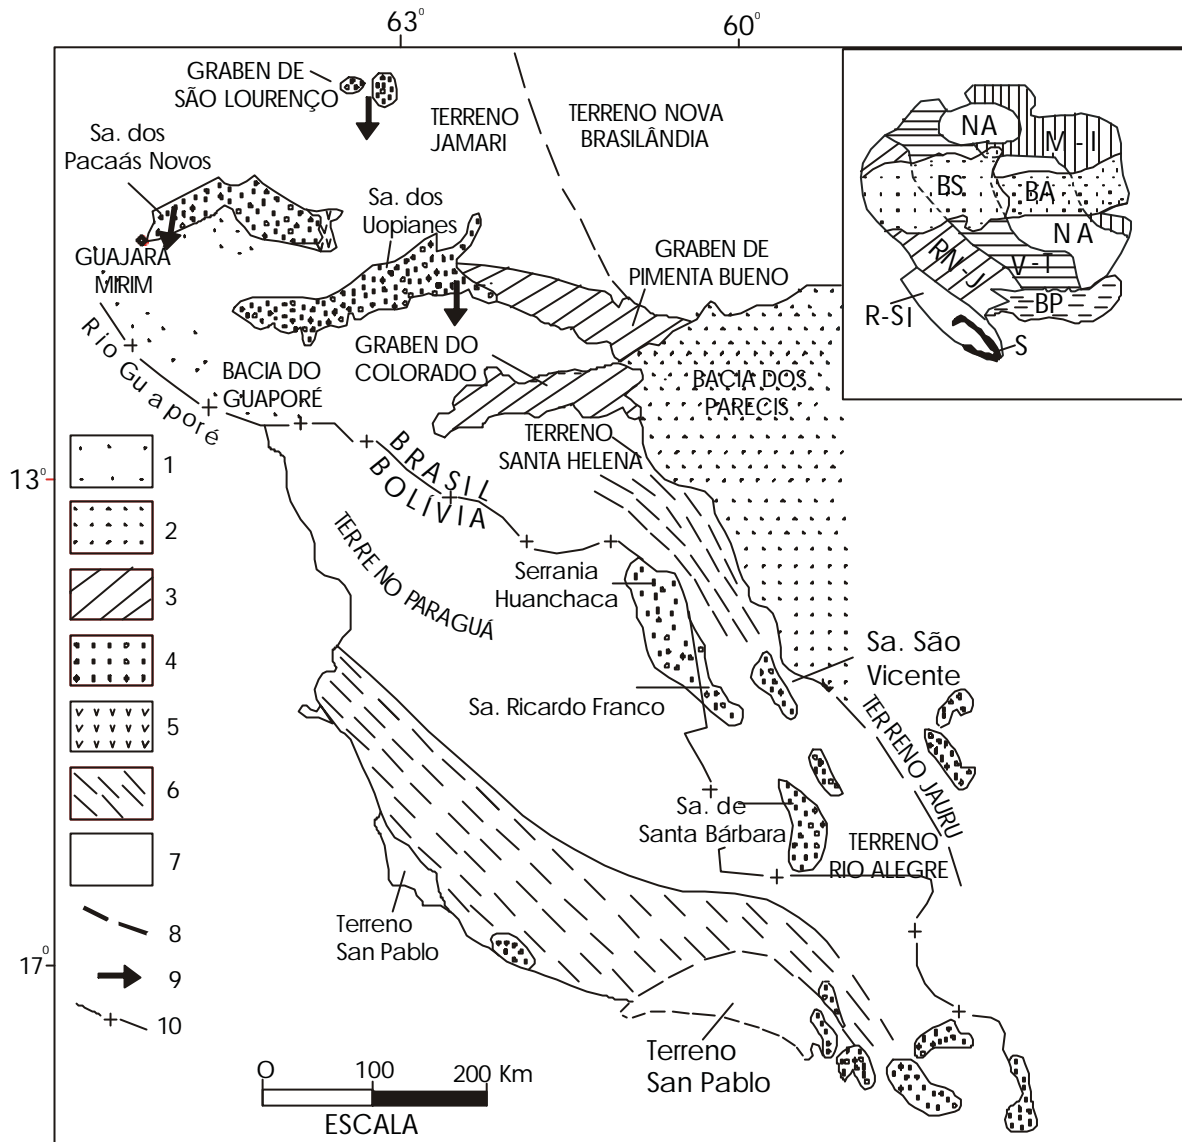 63°
60°
GRABEN DE
SÃO LOURENÇO
TERRENO
JAMARI
TERRENO NOVA
BRASILÂNDIA
Sa. dos
Pacaás Novos
Sa. dos
Uopianes
GUAJARÁ
MIRIM
GRABEN DE
PIMENTA BUENO
Rio Guaporé
BACIA DO
GUAPORÉ
GRABEN DO
COLORADO
BACIA DOS
PARECIS
TERRENO
SANTA HELENA
BRASIL
BOLÍVIA
13°
TERRENO PARAGUÁ
Serrania
Huanchaca
Sa. Ricardo Franco
Sa. São
Vicente
TERRENO JAURU
Sa. de
Santa Bárbara
TERRENO
RIO ALEGRE
Terreno
San Pablo
17°
Terreno
San Pablo
1
2
3
4
5
6
7
8
9
10
0 100 200 Km
ESCALA
NA
M-I
BS
BA
NA
RN-J
V-T
BP
R-SI
S